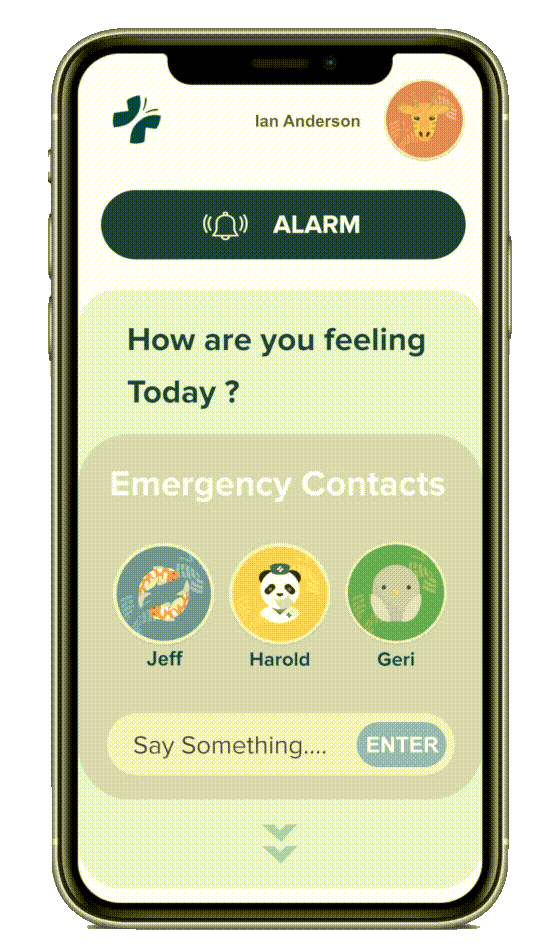 Ian Anderson
ALARM
How are you feeling
Today ?
Emergency Contacts
Jeff
Harold
Geri
Say Something....
ENTER